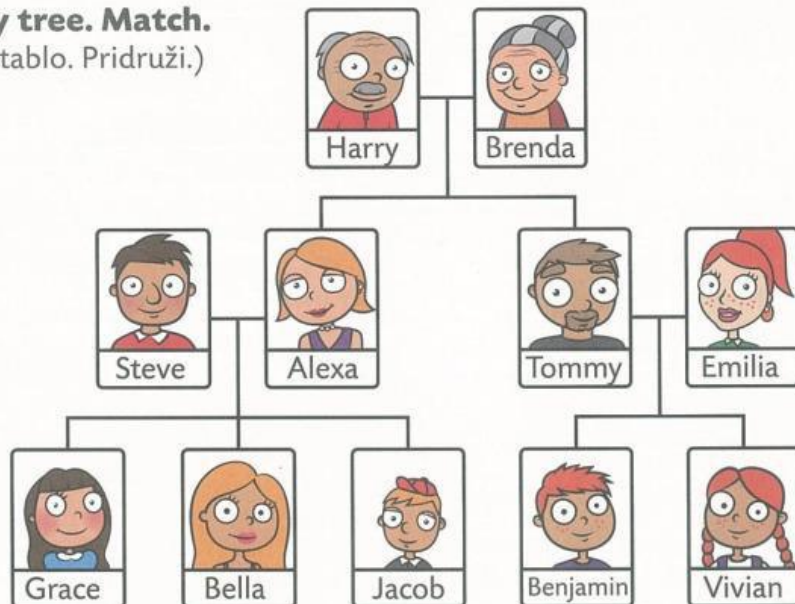 y tree. Match.
tablo. Pridruži.)
Harry Brenda
Steve Alexa Tommy Emilia
Grace Bella Jacob Benjamin Vivian